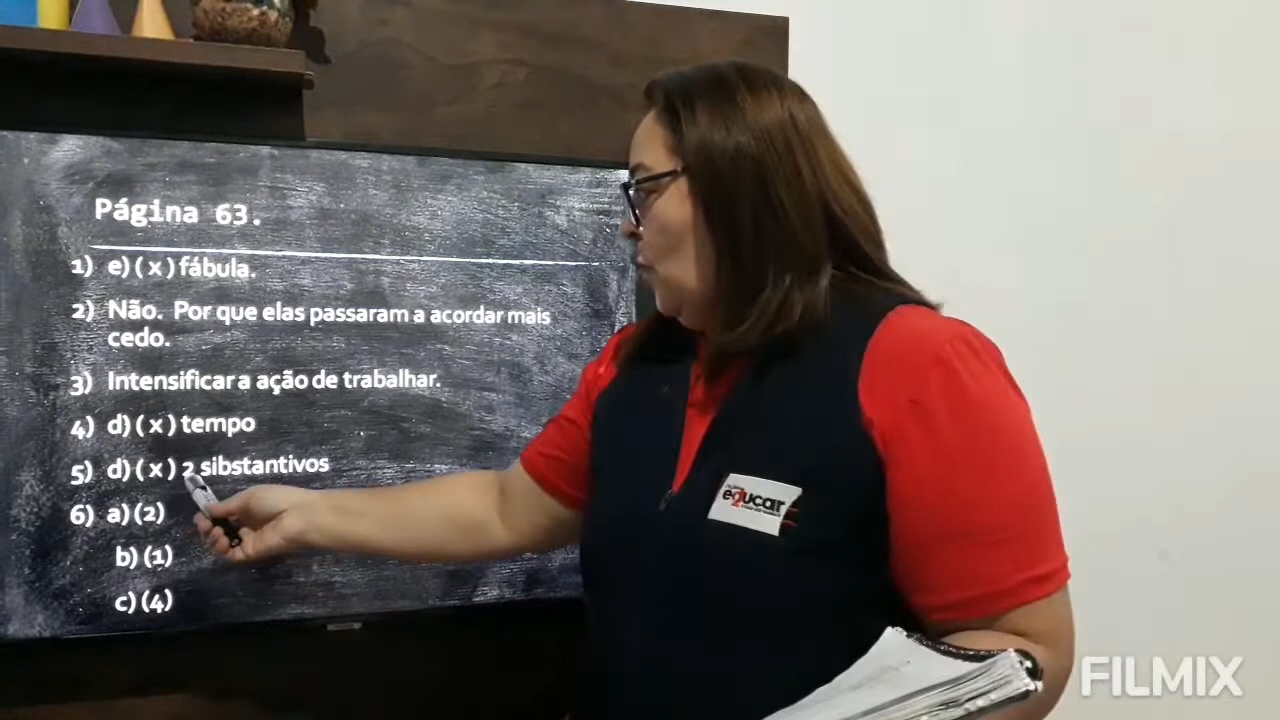 Página 63.
1) e) ( x ) fábula.
2) Não. Por que elas passaram a acordar mais
cedo.
3) Intensificar a ação de trabalhar.
4) d) ( x ) tempo
5) d) ( x ) 2 sibstantivos
6) a) (2)
b) (1)
c) (4)
educar
FILMIX